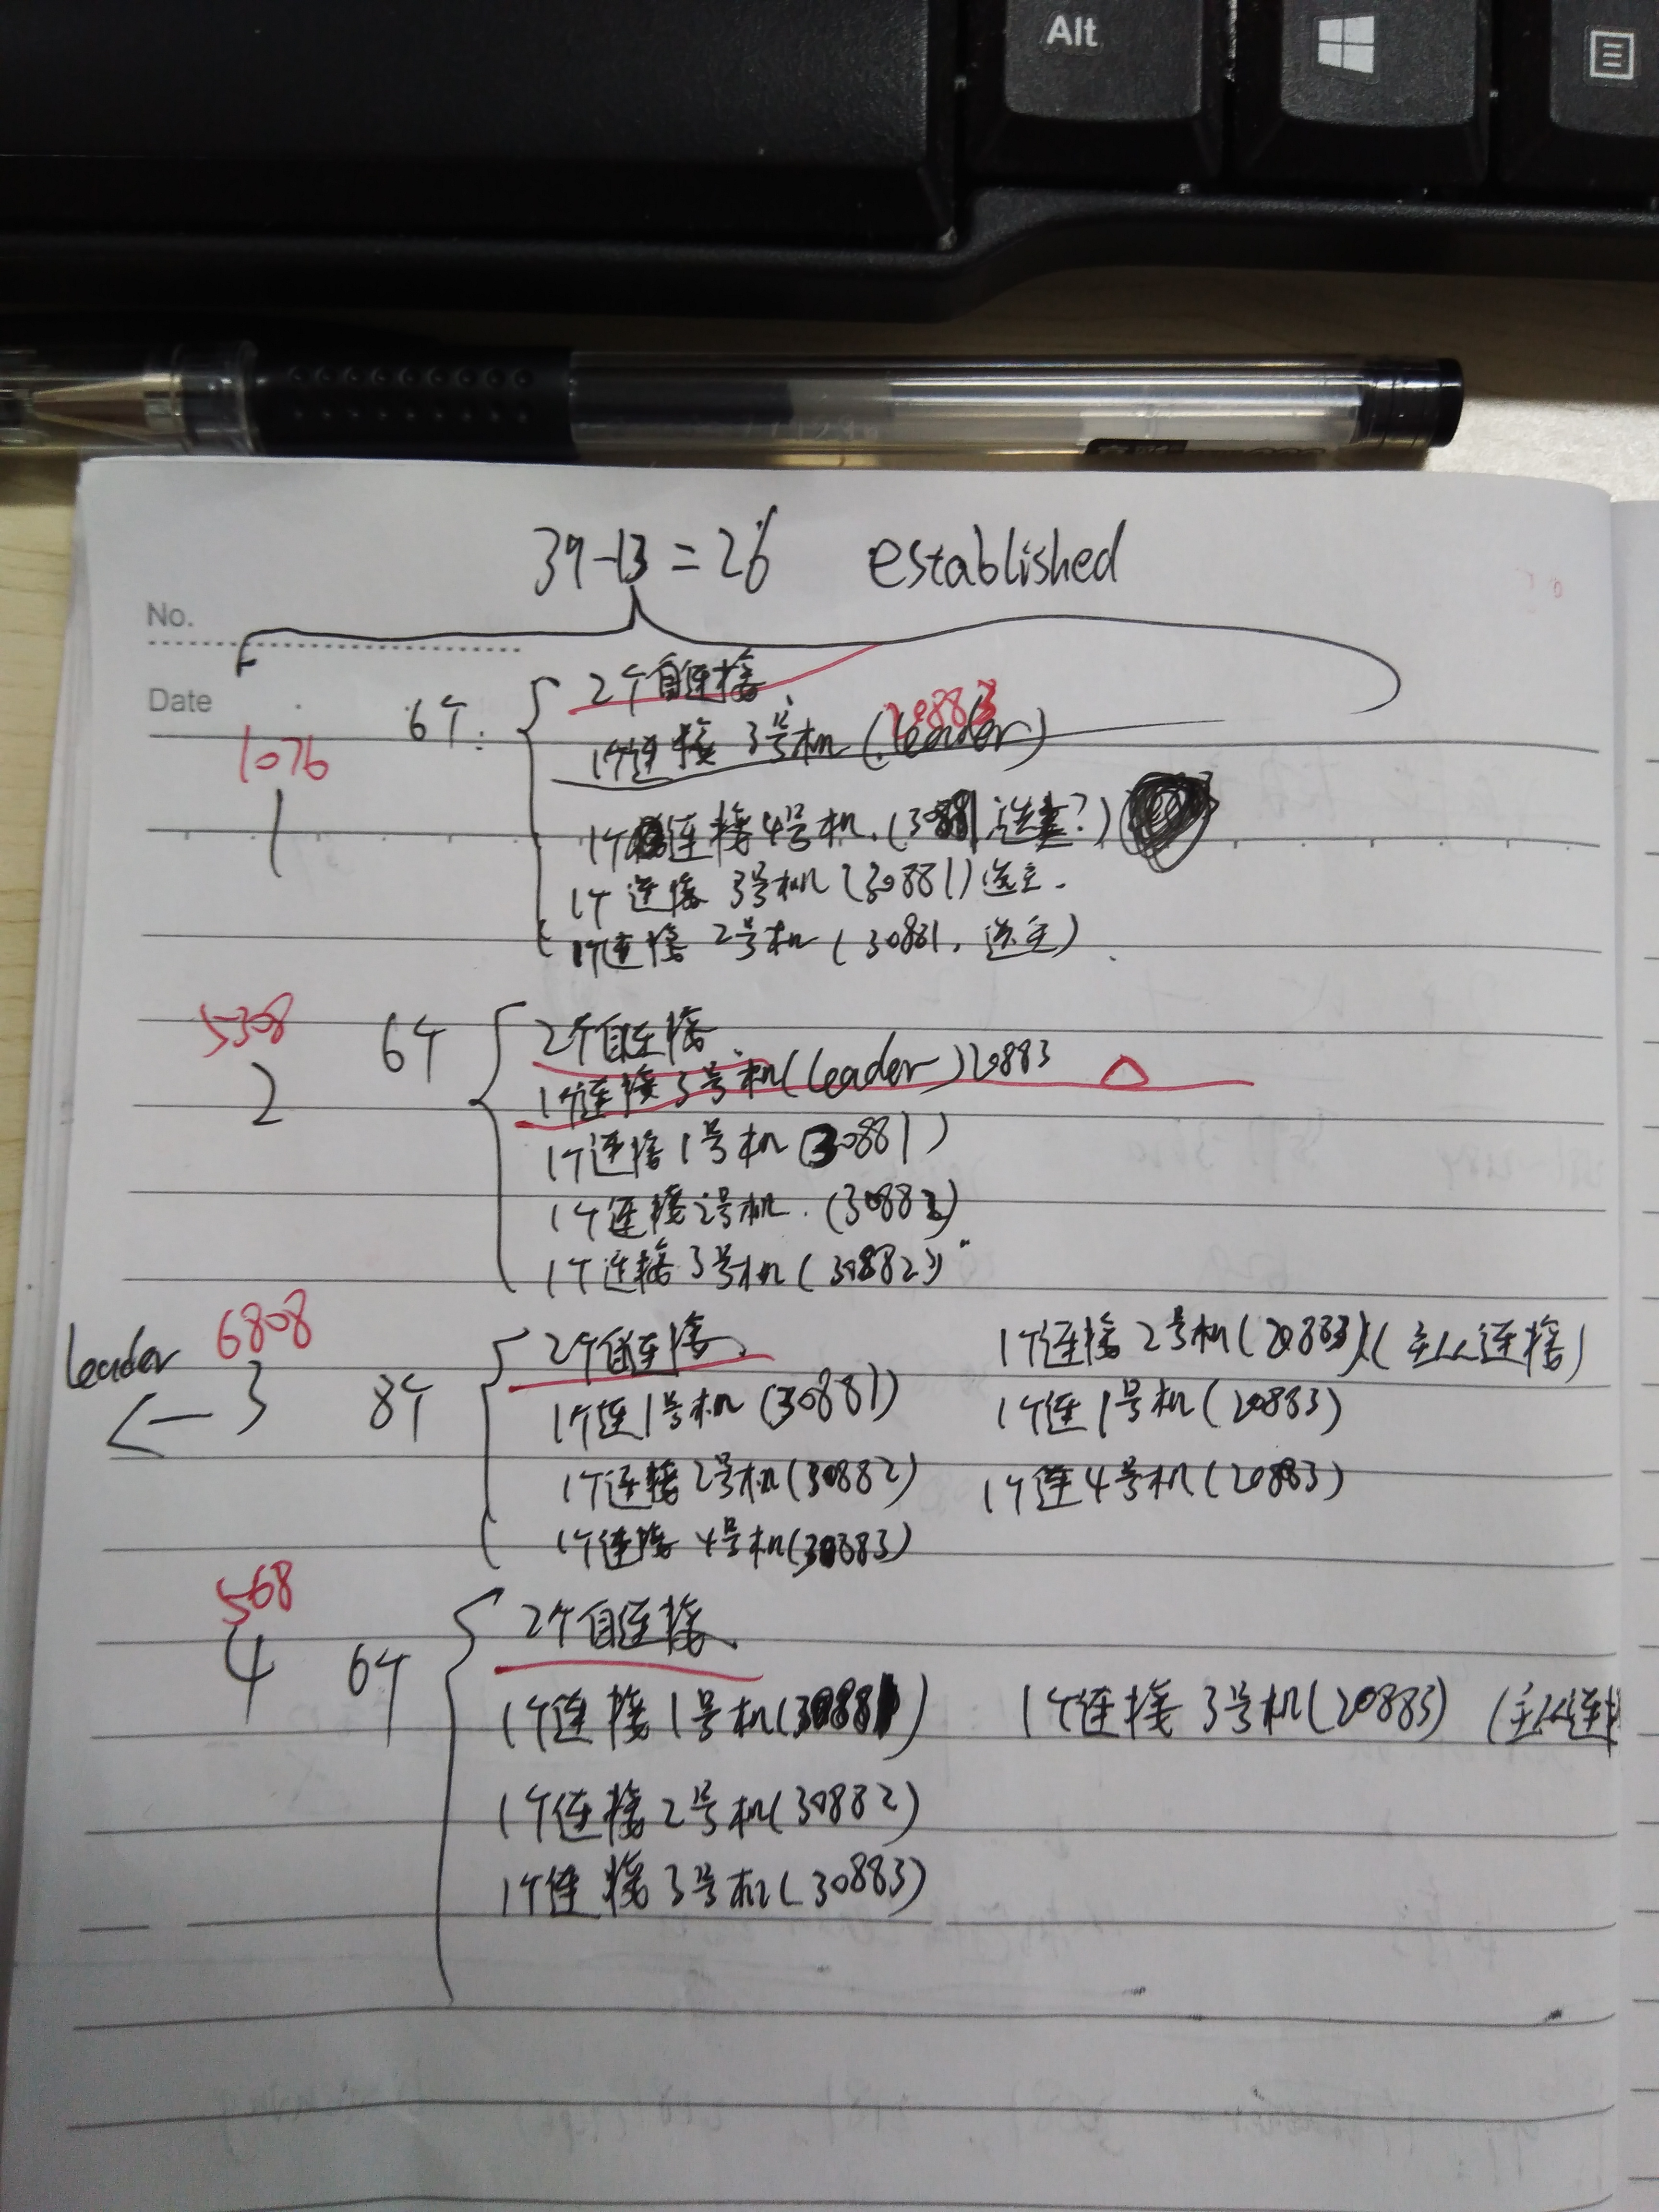 Alt
39-13=26 established
No.
Date
1076
1
6个:
2个自连接
1个连接3号机(leader) 20883
1个连接4号机.(30881选主?)
1个连接3号机(30881)选主.
1个连接2号机(30881,选主)
5308
2
6个
2个自连接
1个连接3号机(leader)20883
1个连接1号机(30881)
1个连接2号机.(30882)
1个连接3号机(30882)
leader
6808
3
8个
2个自连接
1个连1号机(30881)
1个连接2号机(30882)
1个连接4号机(30883)
1个连接2号机(20883)(主从连接)
1个连1号机(20883)
1个连4号机(20883)
568
4
6个
2个自连接
1个连接1号机(30881)
1个连接2号机(30882)
1个连接3号机(30883)
1个连接3号机(20883) (主从连接